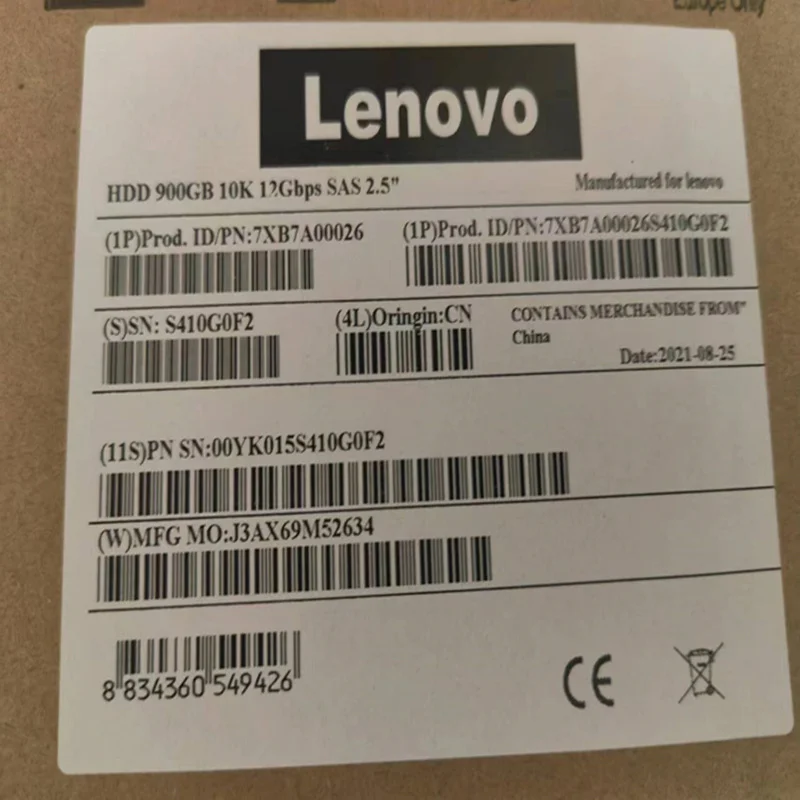 Europe Only
Lenovo
HDD 900GB 10K 12Gbps SAS 2.5"
Manufactured for lenovo
(1P)Prod. ID/PN:7XB7A00026
(1P)Prod. ID/PN:7XB7A00026S410G0F2
(S)SN: S410G0F2
(4L)Oringin:CN
CONTAINS MERCHANDISE FROM"
China
Date:2021-08-25
(11S)PN SN:00YK015S410G0F2
(W)MFG MO:J3AX69M52634
8 834360 549426
CE